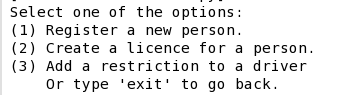 Select one of the options:
(1) Register a new person.
(2) Create a licence for a person.
(3) Add a restriction to a driver
Or type 'exit' to go back.